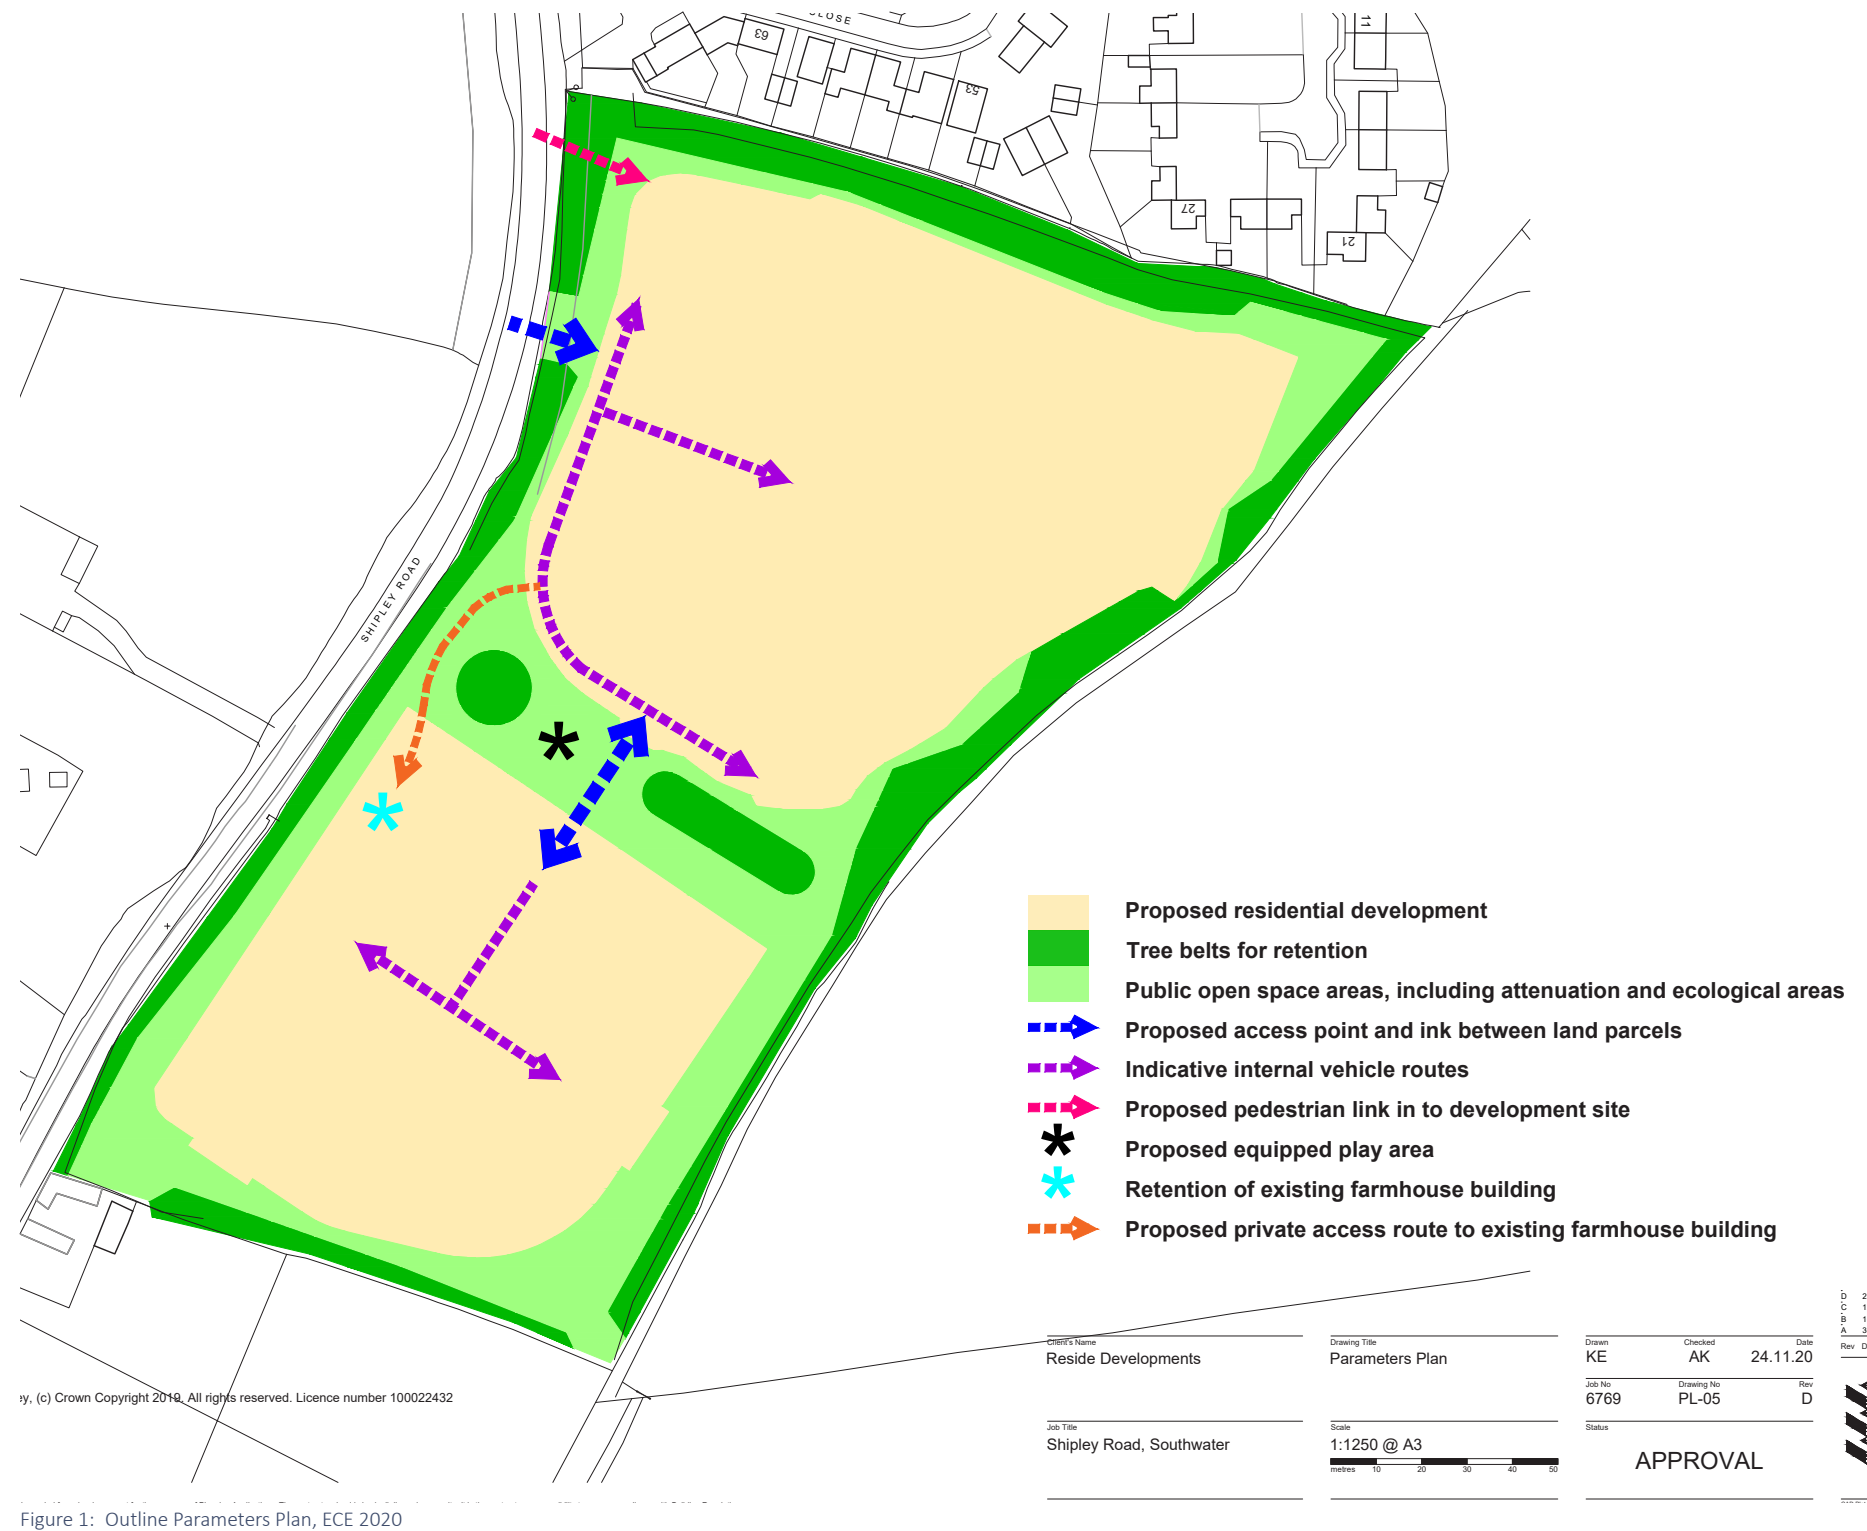 CLOSE
63
53
11
27
21
SHIPLEY ROAD
Proposed residential development
Tree belts for retention
Public open space areas, including attenuation and ecological areas
Proposed access point and ink between land parcels
Indicative internal vehicle routes
Proposed pedestrian link in to development site
Proposed equipped play area
Retention of existing farmhouse building
Proposed private access route to existing farmhouse building
Client's Name
Reside Developments
Drawing Title
Parameters Plan
Drawn Checked Date
KE AK 24.11.20
Job No Drawing No Rev
6769 PL-05 D
Job Title
Shipley Road, Southwater
Scale
1:1250 @ A3
metres 10 20 30 40 50
Status
APPROVAL
D 2
C 1
B 1
A 3
Rev D
(c) Crown Copyright 2019. All rights reserved. Licence number 100022432
Figure 1: Outline Parameters Plan, ECE 2020